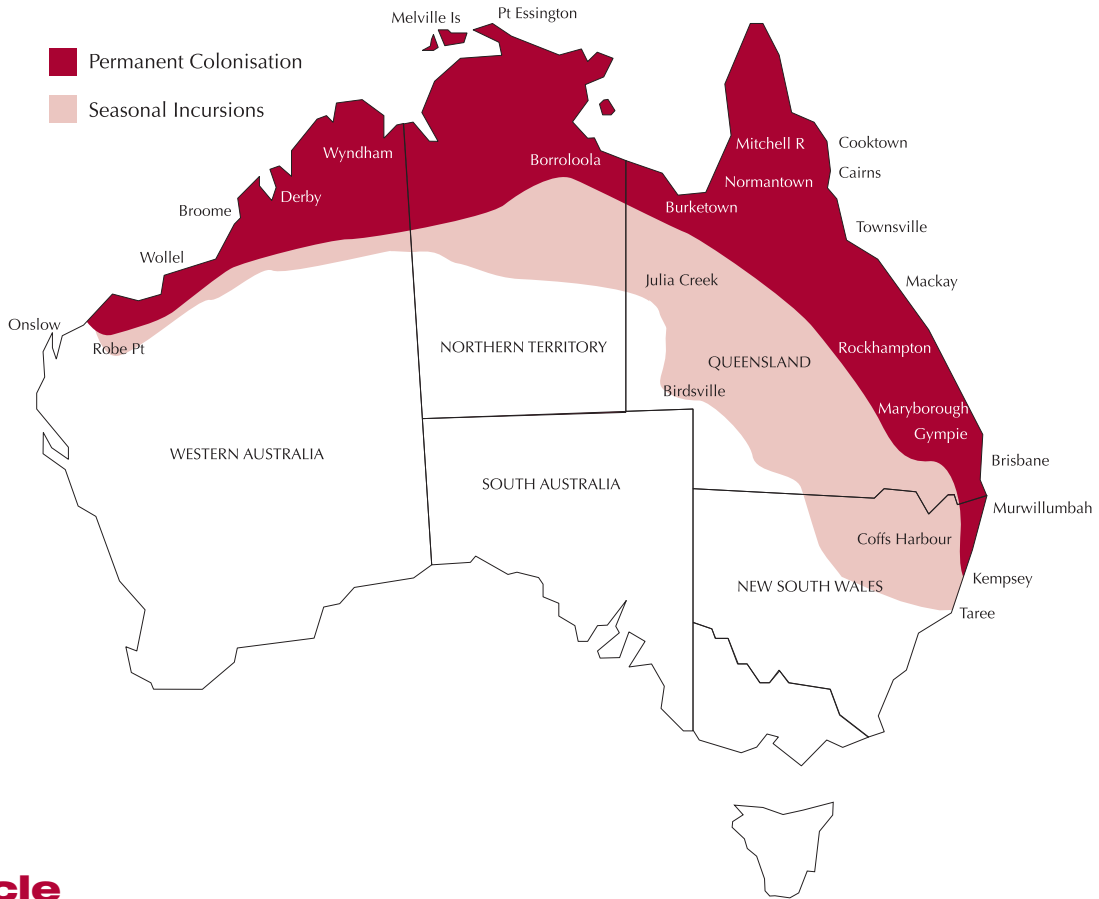 Melville Is
Pt Essington
Permanent Colonisation
Seasonal Incursions
Wyndham
Mitchell R
Cooktown
Borroloola
Cairns
Derby
Normantown
Broome
Burketown
Townsville
Wollel
Julia Creek
Mackay
Onslow
Robe Pt
NORTHERN TERRITORY
Rockhampton
QUEENSLAND
Birdsville
Maryborough
Gympie
WESTERN AUSTRALIA
Brisbane
SOUTH AUSTRALIA
Murwillumbah
Coffs Harbour
Kempsey
NEW SOUTH WALES
Taree
cle